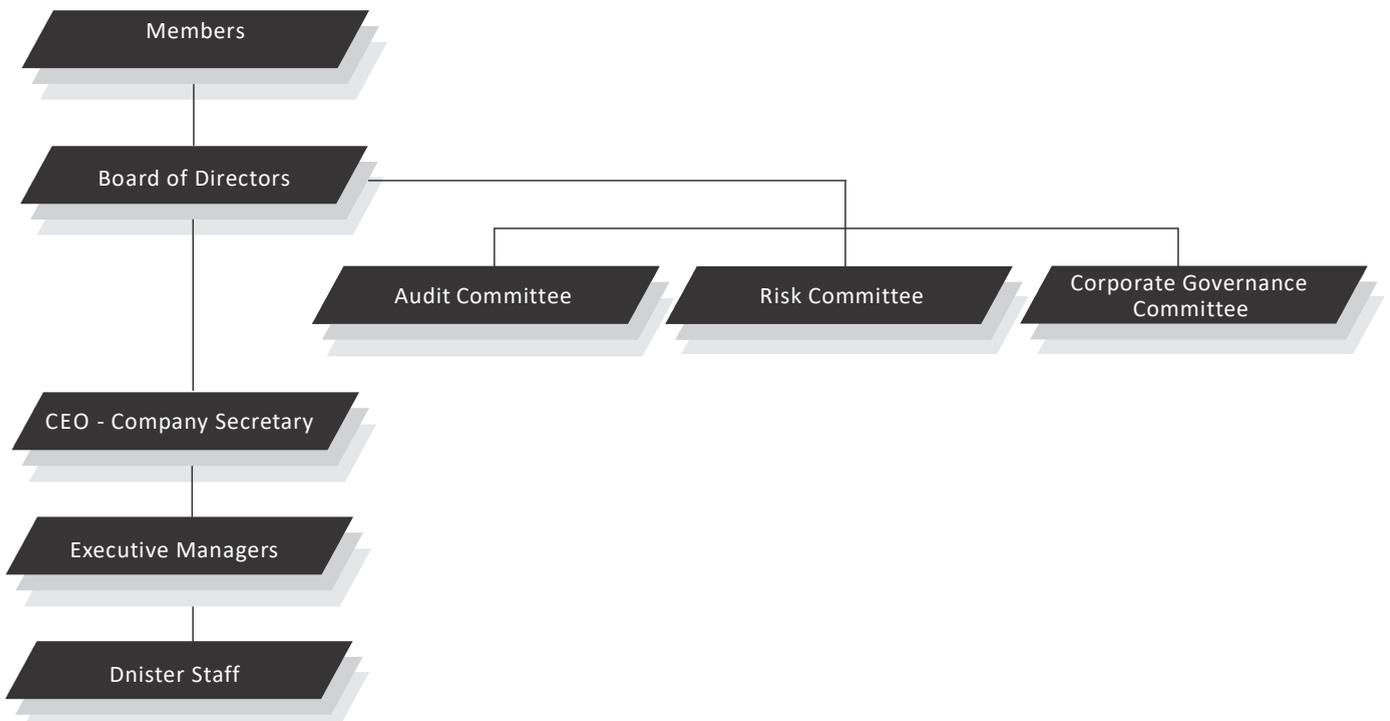 Members
Board of Directors
Audit Committee
Risk Committee
Corporate Governance
Committee
CEO - Company Secretary
Executive Managers
Dnister Staff